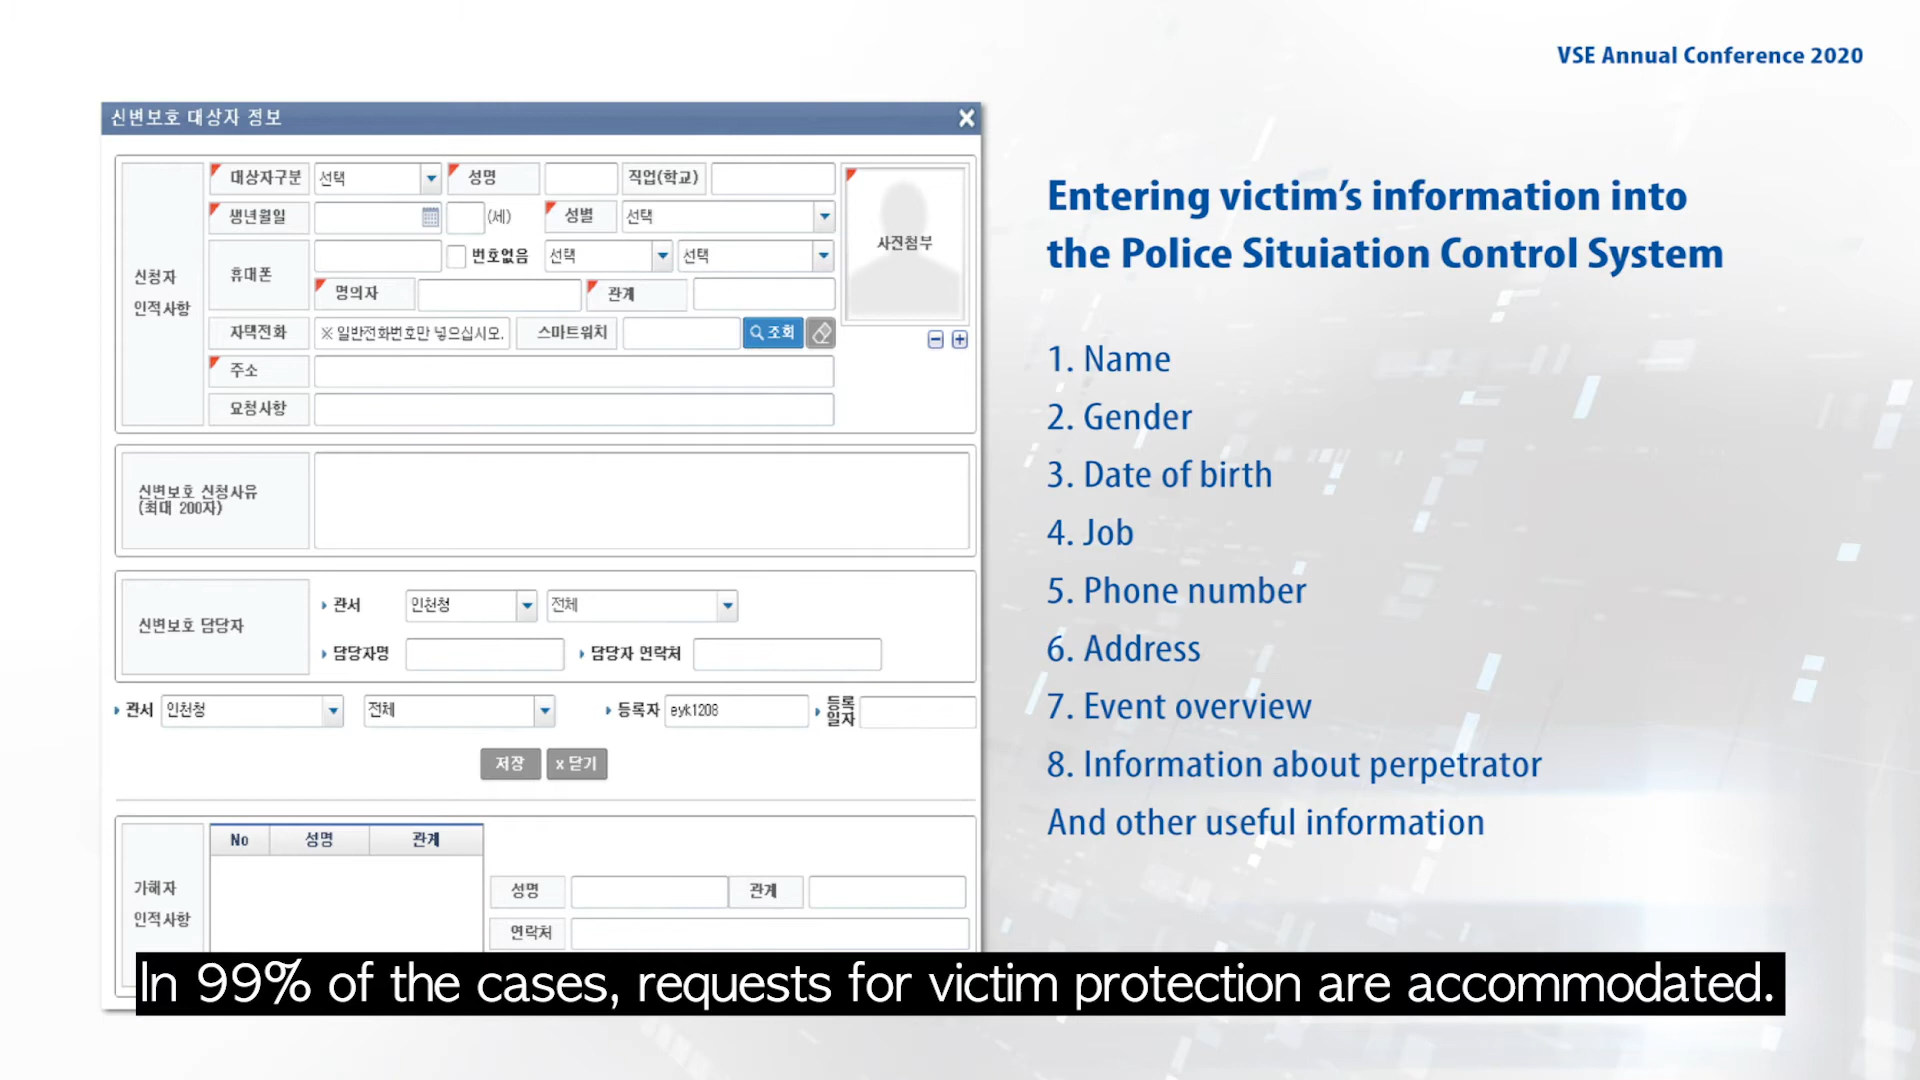 VSE Annual Conference 2020
신변보호 대상자 정보
신청자
인적사항
대상자구분 선택 성명 직업(학교)
생년월일 (세) 성별 선택
휴대폰 번호없음 선택 선택
명의자 관계
사진첨부
자택전화 ※ 일반전화번호만 넣으십시오. 스마트워치 조회
주소
요청사항
신변보호 신청사유
(최대 200자)
신변보호 담당자
관서 인천청 전체
담당자명 담당자 연락처
관서 인천청 전체 등록자 eyk1208 등록
일자
저장 x 닫기
가해자
인적사항
No 성명 관계
성명 관계
연락처
Entering victim’s information into
the Police Situiation Control System
1. Name
2. Gender
3. Date of birth
4. Job
5. Phone number
6. Address
7. Event overview
8. Information about perpetrator
And other useful information
In 99% of the cases, requests for victim protection are accommodated.